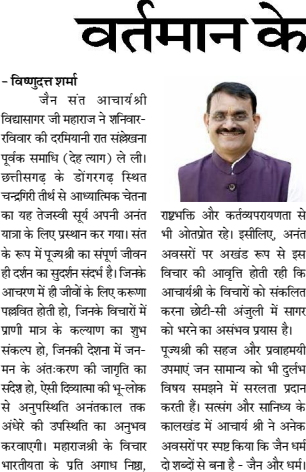 वर्तमान के
- विष्णुदत्त शर्मा
जैन संत आचार्यश्री
विद्यासागर जी महाराज ने शनिवार-
रविवार की दरमियानी रात संल्लेखना
पूर्वक समाधि (देह त्याग) ले ली।
छत्तीसगढ़ के डोंगरगढ़ स्थित
चन्द्रगिरी तीर्थ से आध्यात्मिक चेतना
का यह तेजस्वी सूर्य अपनी अनंत
यात्रा के लिए प्रस्थान कर गया। संत
के रूप में पूज्यश्री का संपूर्ण जीवन
ही दर्शन का सुदर्शन संदर्भ है। जिनके
आचरण में ही जीवों के लिए करूणा
पल्लवित होती हो, जिनके विचारों में
प्राणी मात्र के कल्याण का शुभ
संकल्प हो, जिनकी देशना में जन-
मन के अंत:करण की जागृति का
संदेश हो, ऐसी दिव्यात्मा की भू-लोक
से अनुपस्थिति अनंतकाल तक
अंधेरे की उपस्थिति का अनुभव
करवाएगी। महाराजश्री के विचार
भारतीयता के प्रति अगाध निष्ठा,
राष्ट्रभक्ति और कर्तव्यपरायणता से
भी ओतप्रोत रहे। इसीलिए, अनंत
अवसरों पर अखंड रूप से इस
विचार की आवृत्ति होती रही कि
आचार्यश्री के विचारों को संकलित
करना छोटी-सी अंजुली में सागर
को भरने का असंभव प्रयास है।
पूज्यश्री की सहज और प्रवाहमयी
उपमाएं जन सामान्य को भी दुर्लभ
विषय समझने में सरलता प्रदान
करती हैं। सत्संग और सानिध्य के
कालखंड में आचार्य श्री ने अनेक
अवसरों पर स्पष्ट किया कि जैन धर्म
दो शब्दों से बना है - जैन और धर्म।